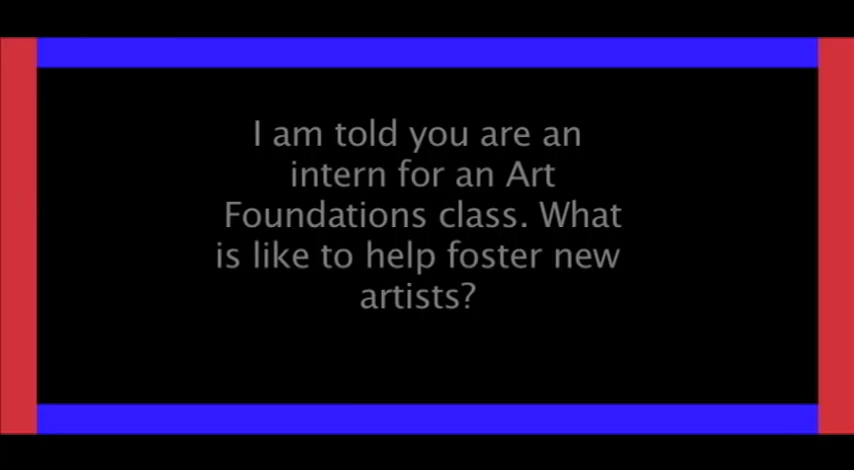 I am told you are an
intern for an Art
Foundations class. What
is like to help foster new
artists?